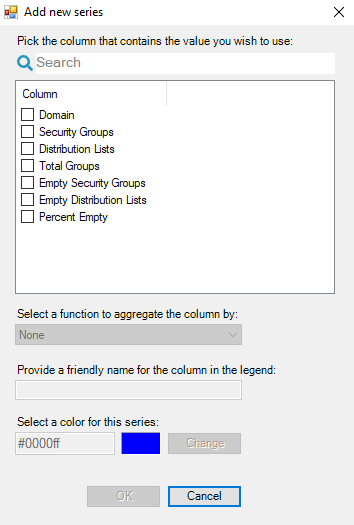 Add new series
Pick the column that contains the value you wish to use:
Search
Column
Domain
Security Groups
Distribution Lists
Total Groups
Empty Security Groups
Empty Distribution Lists
Percent Empty
Select a function to aggregate the column by:
None
Provide a friendly name for the column in the legend:
Select a color for this series:
#0000ff
Change
OK
Cancel